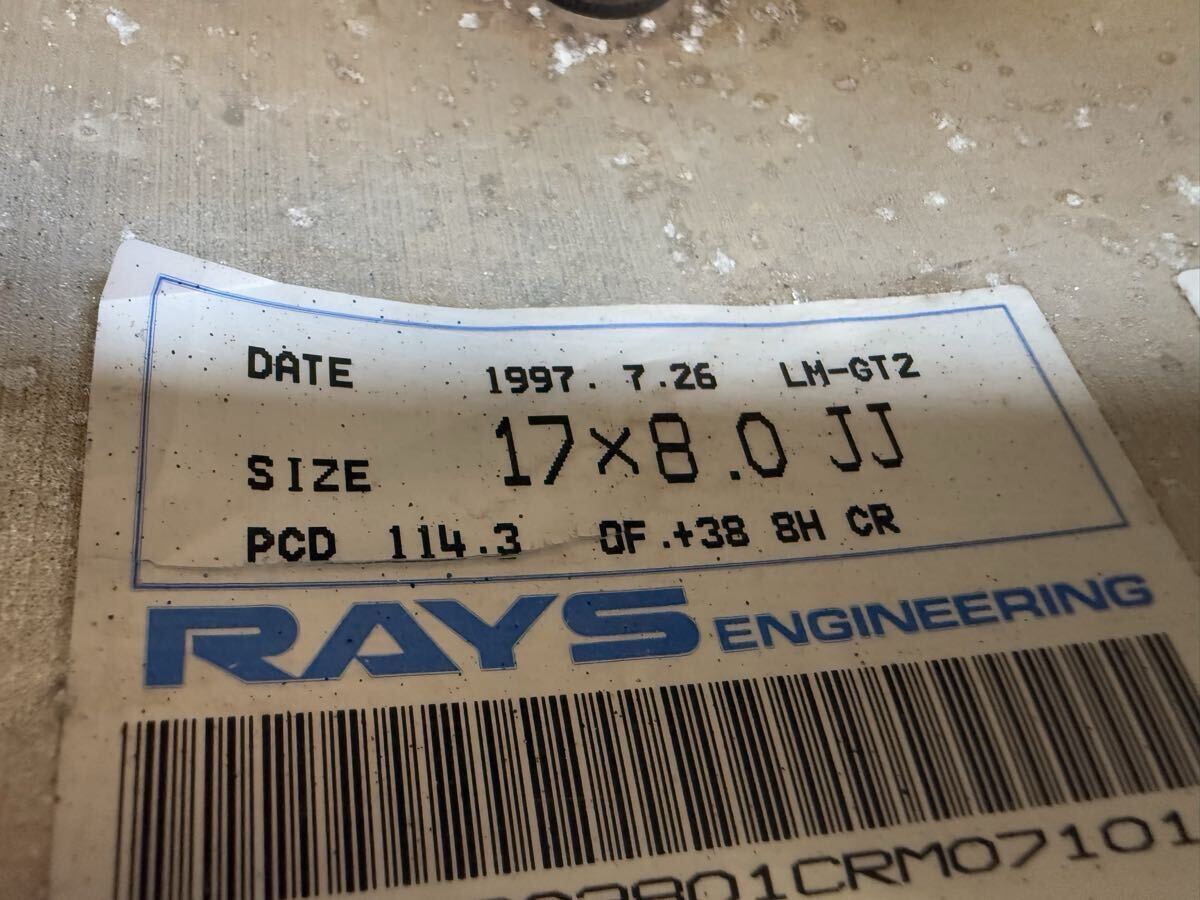 DATE 1997. 7.26 LM-GT2
SIZE 17×8.0 JJ
PCD 114.3 OF.+38 8H CR
RAYS ENGINEERING
03801CRM07101